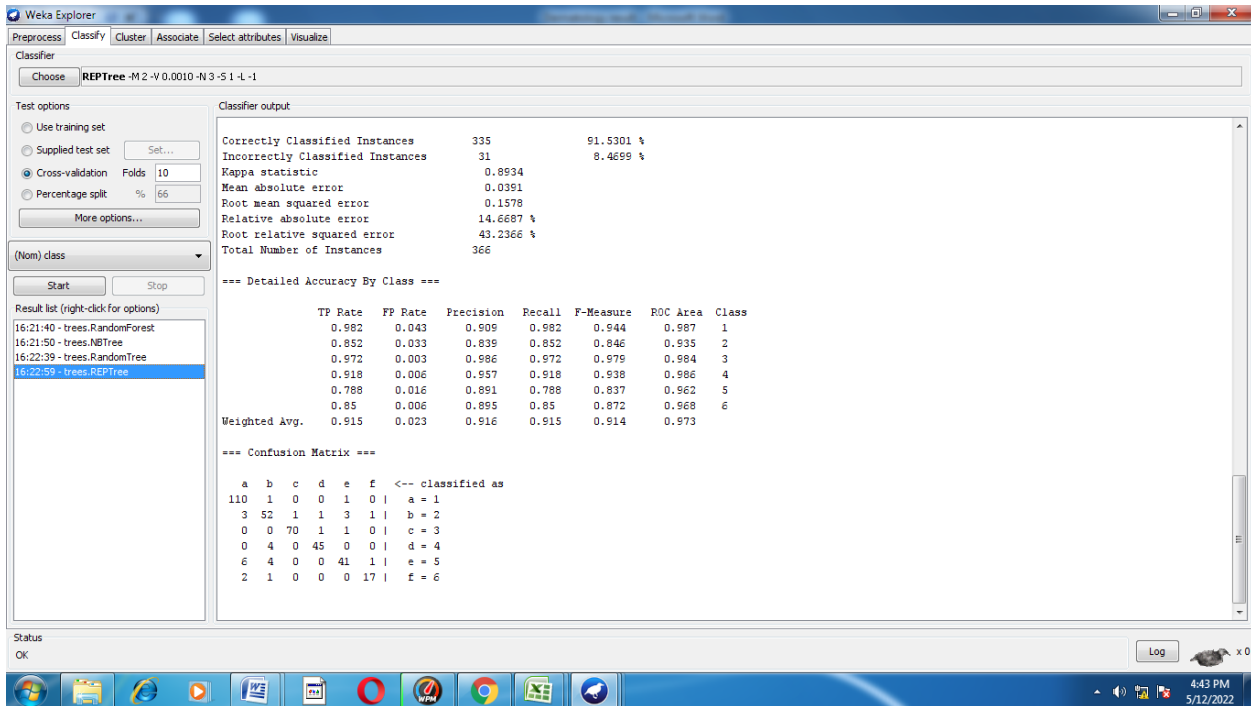 Weka Explorer
Preprocess Classify Cluster Associate Select attributes Visualize
Classifier
Choose REPTree -M 2 -V 0.0010 -N 3 -S 1 -L -1
Test options
Use training set
Supplied test set Set...
Cross-validation Folds 10
Percentage split % 66
More options...
(Nom) class
Start Stop
Result list (right-click for options)
16:21:40 - trees.RandomForest
16:21:50 - trees.NBTree
16:22:39 - trees.RandomTree
16:22:59 - trees.REPTree
Classifier output
Correctly Classified Instances 335 91.5301 %
Incorrectly Classified Instances 31 8.4699 %
Kappa statistic 0.8934
Mean absolute error 0.0391
Root mean squared error 0.1578
Relative absolute error 14.6687 %
Root relative squared error 43.2366 %
Total Number of Instances 366
=== Detailed Accuracy By Class ===
TP Rate FP Rate Precision Recall F-Measure ROC Area Class
0.982 0.043 0.909 0.982 0.944 0.987 1
0.852 0.033 0.839 0.852 0.846 0.935 2
0.972 0.003 0.986 0.972 0.979 0.984 3
0.918 0.006 0.957 0.918 0.938 0.986 4
0.788 0.016 0.891 0.788 0.837 0.962 5
0.85 0.006 0.895 0.85 0.872 0.968 6
Weighted Avg. 0.915 0.023 0.916 0.915 0.914 0.973
=== Confusion Matrix ===
a b c d e f <-- classified as
110 1 0 0 1 0 | a = 1
3 52 1 1 3 1 | b = 2
0 0 70 1 1 0 | c = 3
0 4 0 45 0 0 | d = 4
6 4 0 0 41 1 | e = 5
2 1 0 0 0 17 | f = 6
Status
OK
Log x 0
WPM
4:43 PM
5/12/2022